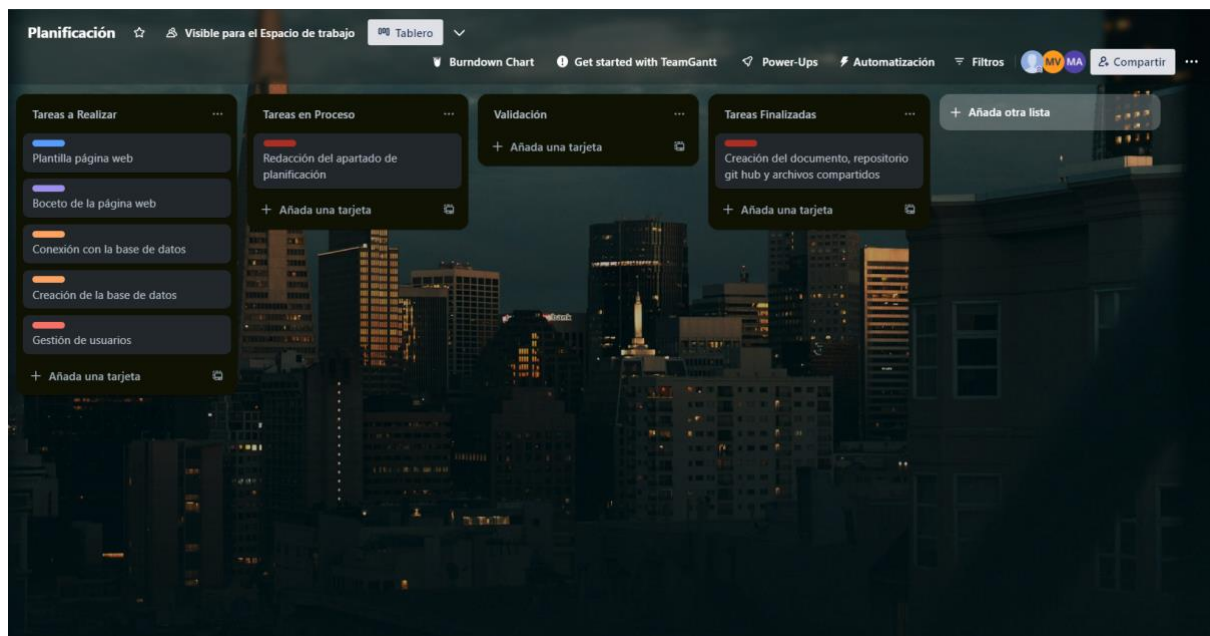 Planificación
Visible para el Espacio de trabajo
Tablero
Burndown Chart
Get started with TeamGantt
Power-Ups
Automatización
Filtros
MV
MA
Compartir
Tareas a Realizar
Plantilla página web
Boceto de la página web
Conexión con la base de datos
Creación de la base de datos
Gestión de usuarios
+ Añada una tarjeta
Tareas en Proceso
Redacción del apartado de
planificación
+ Añada una tarjeta
Validación
+ Añada una tarjeta
Tareas Finalizadas
Creación del documento, repositorio
git hub y archivos compartidos
+ Añada una tarjeta
+ Añada otra lista